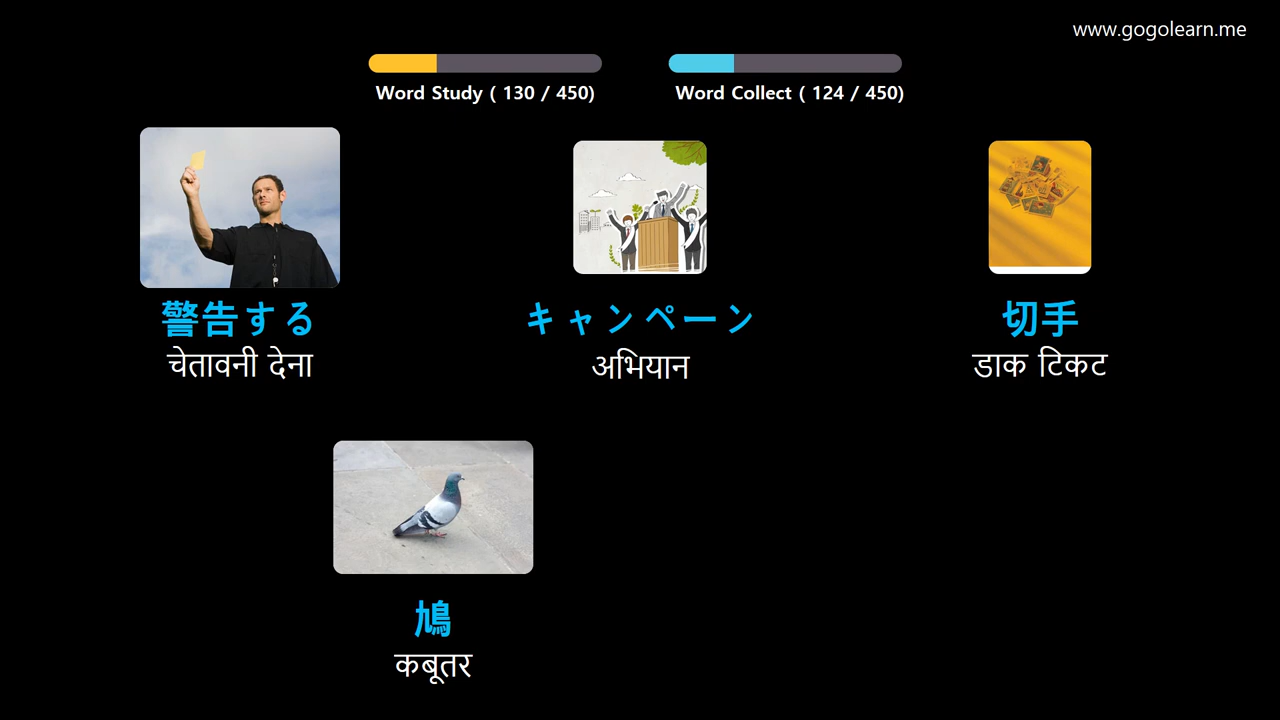 www.gogolearn.me
Word Study ( 130 / 450)
Word Collect ( 124 / 450)
警告する
चेतावनी देना
キャンペーン
अभियान
切手
डाक टिकट
鳩
कबूतर